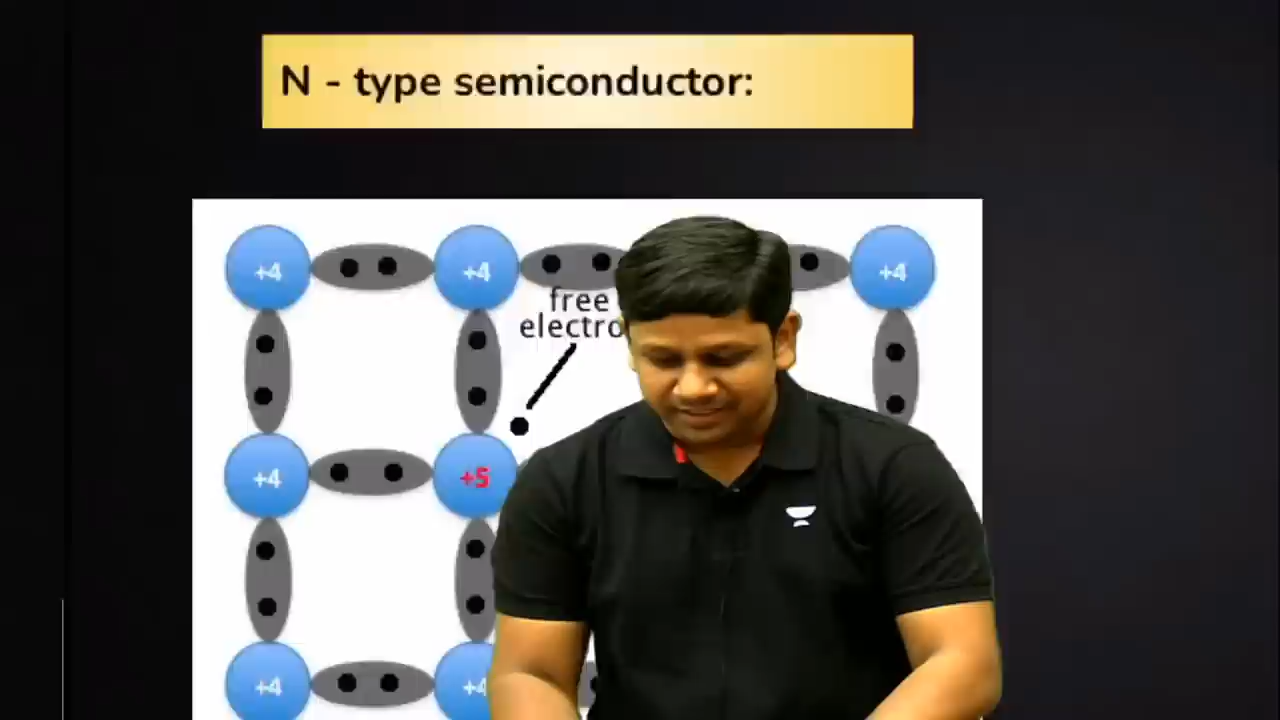 N - type semiconductor:
+4 +4 +4
free
electro
+4 +5
+4 +4